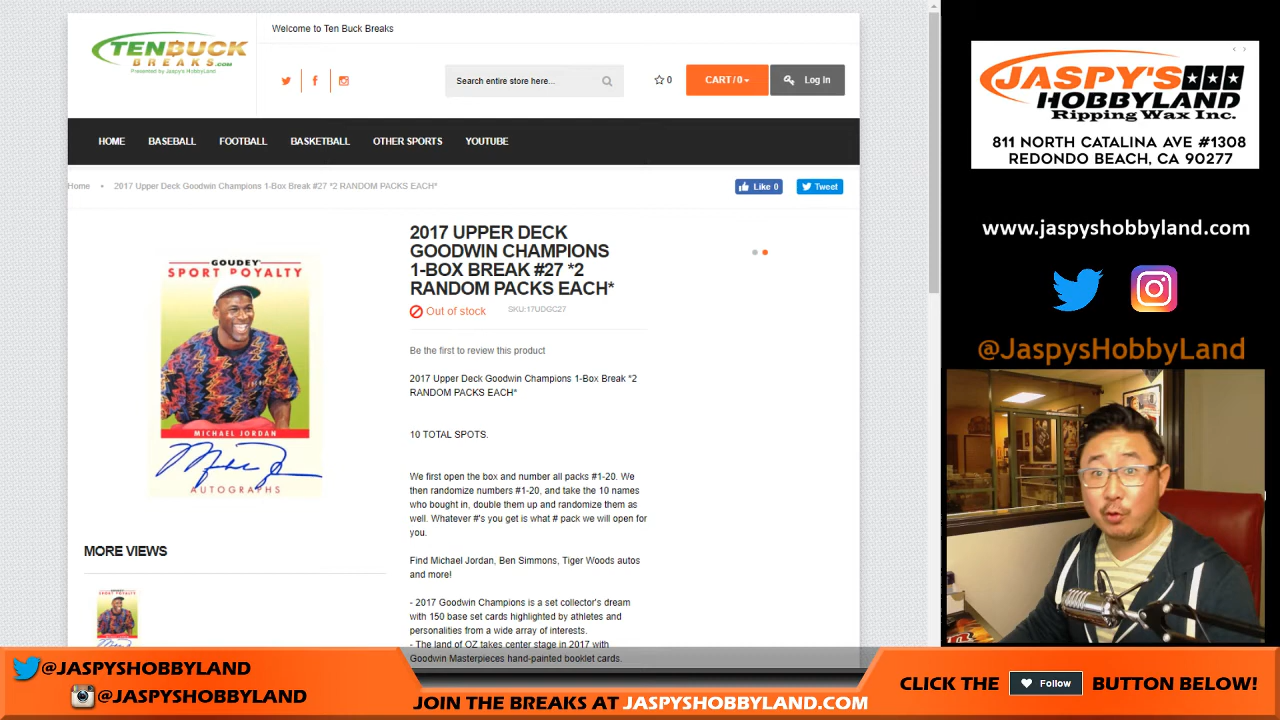 TENBUCK
BREAKS.COM
Presented by Jaspy's Hobbyland
Welcome to Ten Buck Breaks
Search entire store here...
0
CART / 0
Log In
HOME BASEBALL FOOTBALL BASKETBALL OTHER SPORTS YOUTUBE
Home • 2017 Upper Deck Goodwin Champions 1-Box Break #27 *2 RANDOM PACKS EACH*
Like 0
Tweet
GOUDEY
SPORT ROYALTY
MICHAEL JORDAN
AUTOGRAPHS
MORE VIEWS
2017 UPPER DECK
GOODWIN CHAMPIONS
1-BOX BREAK #27 *2
RANDOM PACKS EACH*
Out of stock
SKU:17UDGC27
Be the first to review this product
2017 Upper Deck Goodwin Champions 1-Box Break *2
RANDOM PACKS EACH*
10 TOTAL SPOTS.
We first open the box and number all packs #1-20. We
then randomize numbers #1-20, and take the 10 names
who bought in, double them up and randomize them as
well. Whatever #'s you get is what # pack we will open for
you.
Find Michael Jordan, Ben Simmons, Tiger Woods autos
and more!
- 2017 Goodwin Champions is a set collector's dream
with 150 base set cards highlighted by athletes and
personalities from a wide array of interests.
- The land of OZ takes center stage in 2017 with
Goodwin Masterpieces hand-painted booklet cards.
JASPY'S
HOBBYLAND
Ripping Wax Inc.
811 NORTH CATALINA AVE #1308
REDONDO BEACH, CA 90277
www.jaspyshobbyland.com
@JaspysHobbyLand
@JASPYSHOBBYLAND
@JASPYSHOBBYLAND
JOIN THE BREAKS AT JASPYSHOBBYLAND.COM
CLICK THE Follow BUTTON BELOW!